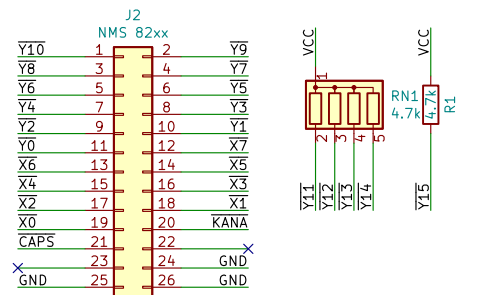 J2
NMS 82xx
Y10 1 2 Y9
Y8 3 4 Y7
Y6 5 6 Y5
Y4 7 8 Y3
Y2 9 10 Y1
Y0 11 12 X7
X6 13 14 X5
X4 15 16 X3
X2 17 18 X1
X0 19 20 KANA
CAPS 21 22
23 24 GND
GND 25 26 GND
VCC
1
RN1
4.7k
2 3 4 5
Y11 Y12 Y13 Y14
VCC
4.7k
R1
Y15